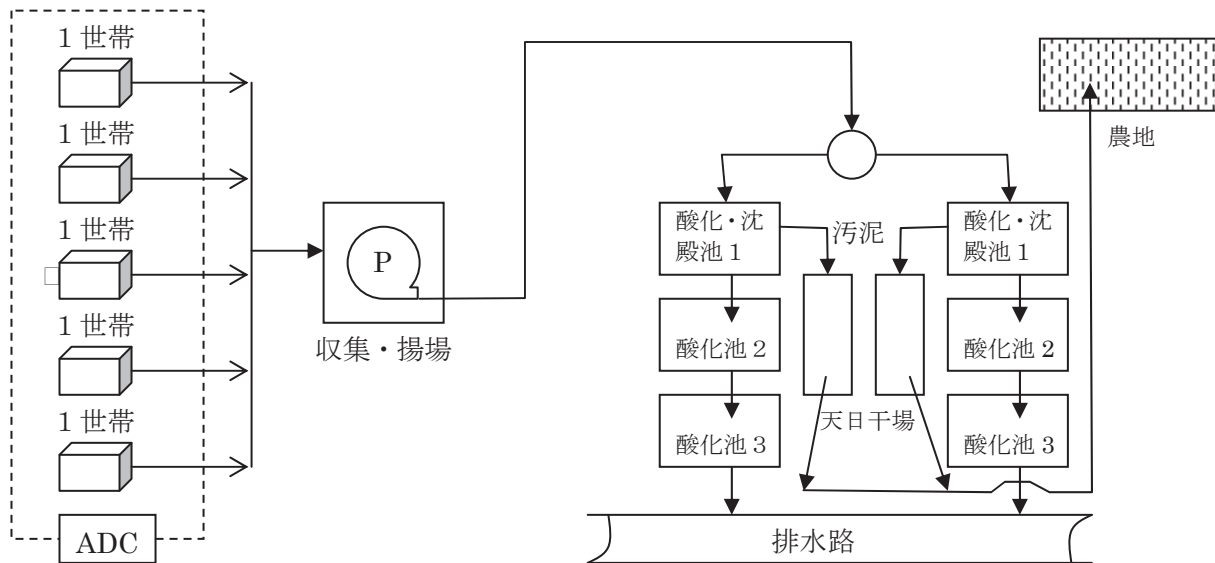 1 世帯
1 世帯
1 世帯
1 世帯
1 世帯
ADC
P
収集・揚場
農地
酸化・沈
殿池 1
汚泥
酸化・沈
殿池 1
酸化池 2
酸化池 2
天日干場
酸化池 3
酸化池 3
排水路